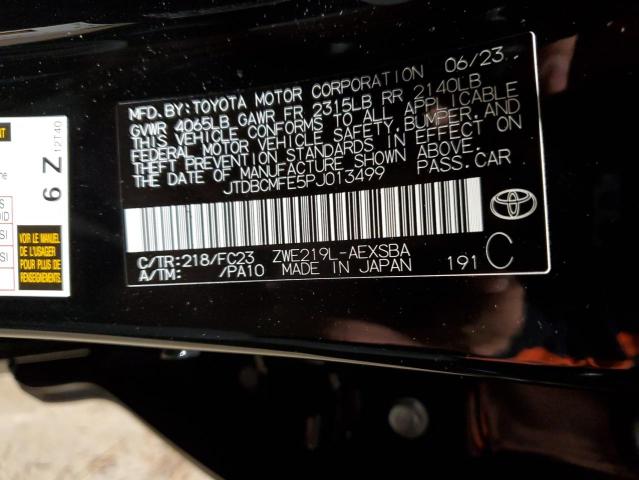 MFD.BY:TOYOTA MOTOR CORPORATION 06/23
GVWR 4065LB GAWR FR 2315LB RR 2140LB
THIS VEHICLE CONFORMS TO ALL APPLICABLE
FEDERAL MOTOR VEHICLE SAFETY,BUMPER,AND
THEFT PREVENTION STANDARDS IN EFFECT ON
THE DATE OF MANUFACTURE SHOWN ABOVE.
JTDBCMFE5PJ013499 PASS.CAR
C/TR:218/FC23 ZWE219L-AEXSBA
A/TM: /PA10 MADE IN JAPAN 191 C
TOYOTA
6 Z
12T40
VOIR LE MANUEL
DE L'USAGER
POUR PLUS DE
RENSEIGNEMENTS